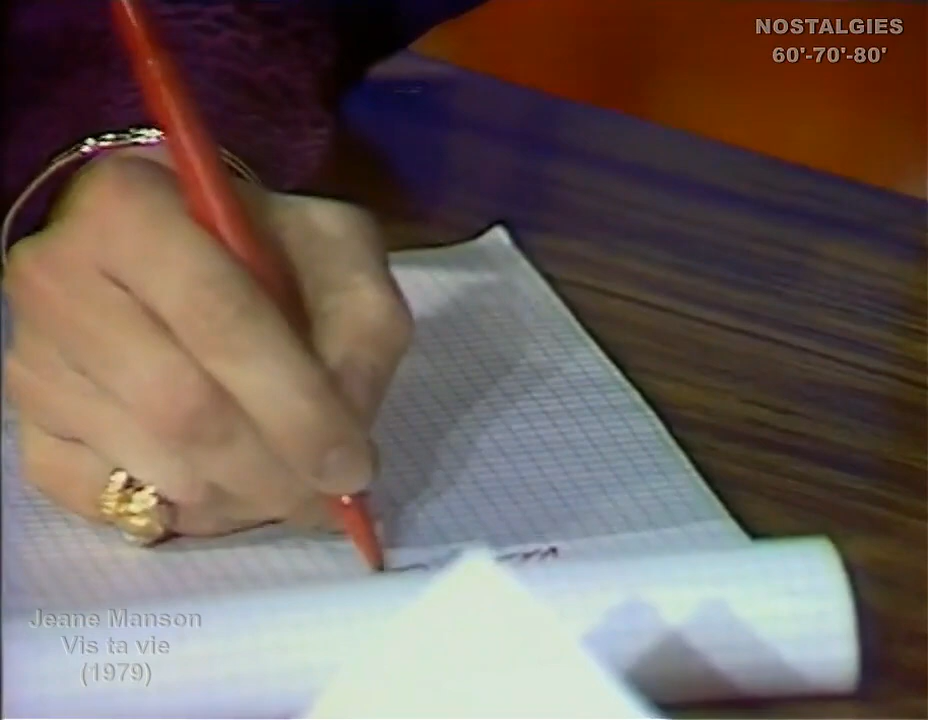 NOSTALGIES
60'-70'-80'
Jeane Manson
Vis ta vie
(1979)